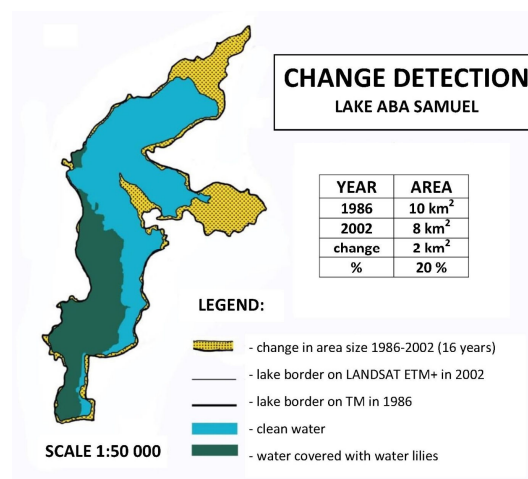 CHANGE DETECTION
LAKE ABA SAMUEL
YEAR AREA
1986 10 km²
2002 8 km²
change 2 km²
% 20 %
LEGEND:
- change in area size 1986-2002 (16 years)
- lake border on LANDSAT ETM+ in 2002
- lake border on TM in 1986
- clean water
- water covered with water lilies
SCALE 1:50 000